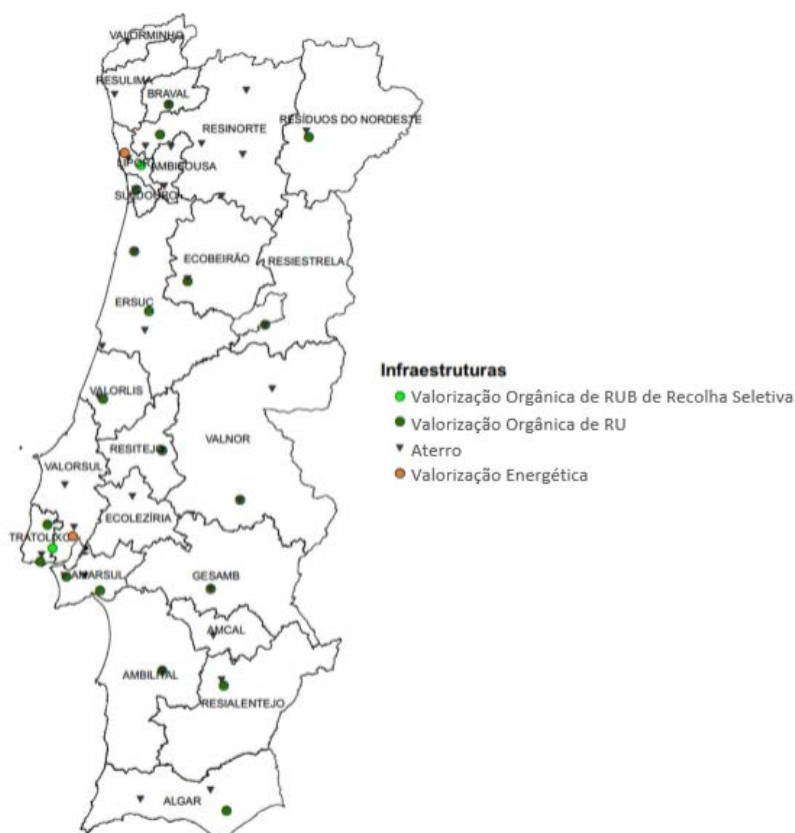 VALORMINHO
RESULIMA
BRAVAL
RESÍDUOS DO NORDESTE
RESINORTE
LIPOR
AMBISOUSA
SULDOURO
ECOBEIRÃO
RESIESTRELA
ERSUC
Infraestruturas
Valorização Orgânica de RUB de Recolha Seletiva
Valorização Orgânica de RU
Aterro
Valorização Energética
VALORLIS
VALNOR
RESITEJO
VALORSUL
ECOLEZÍRIA
TRATOLIXO
AMARSUL
GESAMB
AMCAL
AMBILITAL
RESIALENTEJO
ALGAR